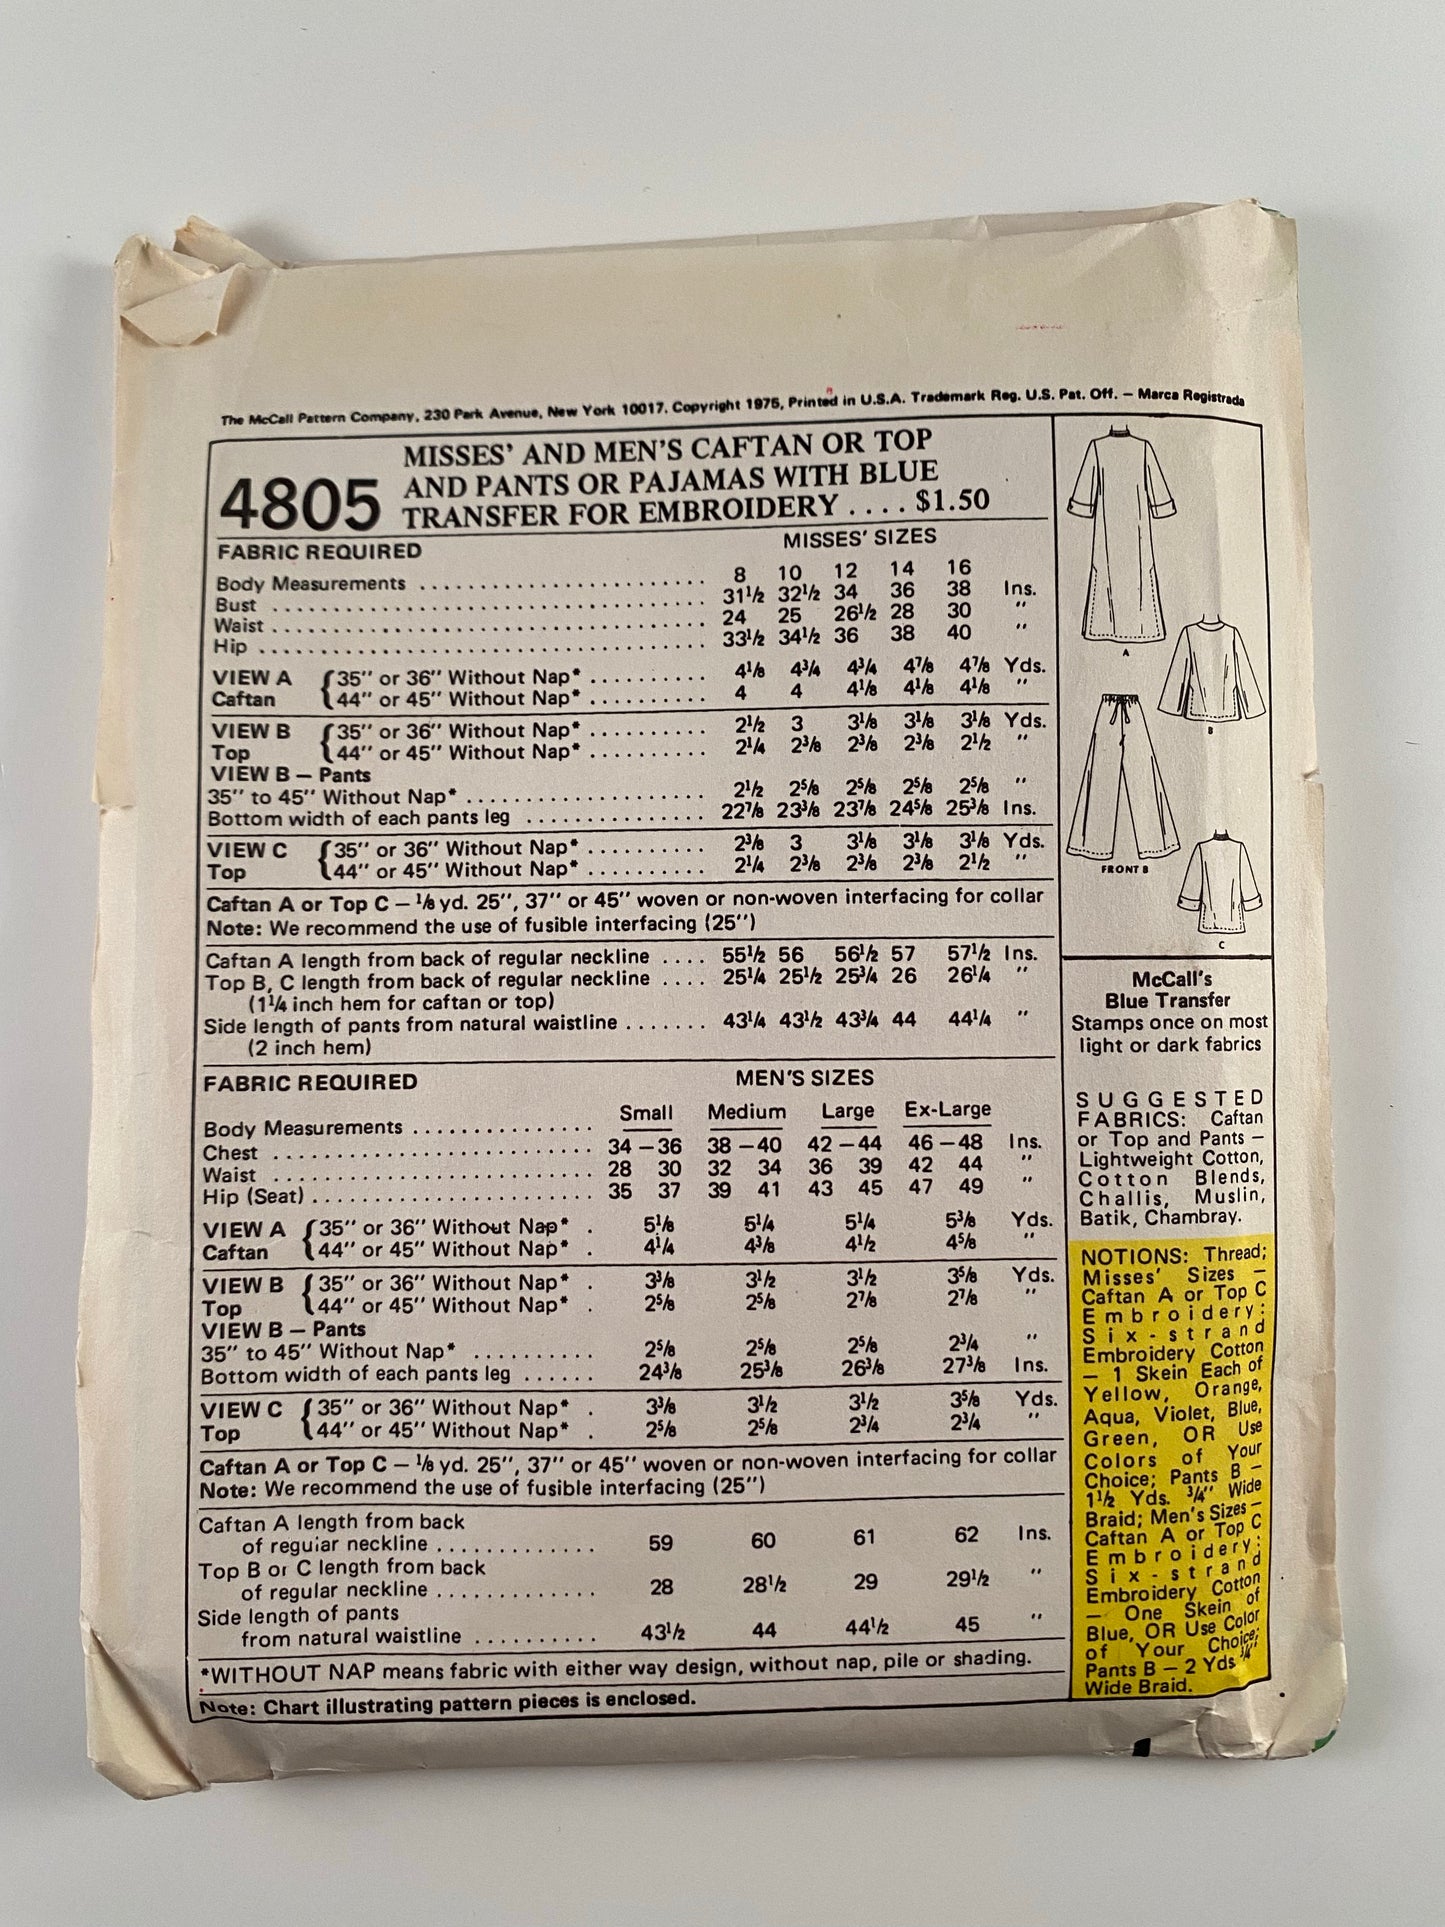 The McCall Pattern Company, 230 Park Avenue, New York 10017. Copyright 1975, Printed in U.S.A. Trademark Reg. U.S. Pat. Off. — Marca Registrada
4805
MISSES' AND MEN'S CAFTAN OR TOP
AND PANTS OR PAJAMAS WITH BLUE
TRANSFER FOR EMBROIDERY . . . . $1.50
FABRIC REQUIRED MISSES' SIZES
Body Measurements . . . . . . . . . . . . . . . . . . . . . . . . . . 8 10 12 14 16
Bust . . . . . . . . . . . . . . . . . . . . . . . . . . . . . . . . . . . . . . . 31½ 32½ 34 36 38 Ins.
Waist . . . . . . . . . . . . . . . . . . . . . . . . . . . . . . . . . . . . . . . 24 25 26½ 28 30 "
Hip . . . . . . . . . . . . . . . . . . . . . . . . . . . . . . . . . . . . . . . . 33½ 34½ 36 38 40 "
VIEW A { 35" or 36" Without Nap* . . . . . . . . . . 4⅛ 4¾ 4¾ 4⅞ 4⅞ Yds.
Caftan { 44" or 45" Without Nap* . . . . . . . . . . 4 4 4⅛ 4⅛ 4⅛ "
VIEW B { 35" or 36" Without Nap* . . . . . . . . . . 2½ 3 3⅛ 3⅛ 3⅛ Yds.
Top { 44" or 45" Without Nap* . . . . . . . . . . 2¼ 2⅜ 2⅜ 2⅜ 2½ "
VIEW B — Pants
35" to 45" Without Nap* . . . . . . . . . . . . . . . . . . . . 2½ 2⅝ 2⅝ 2⅝ 2⅝ "
Bottom width of each pants leg . . . . . . . . . . . . . . . 22⅞ 23⅜ 23⅞ 24⅝ 25⅜ Ins.
VIEW C { 35" or 36" Without Nap* . . . . . . . . . . 2⅜ 3 3⅛ 3⅛ 3⅛ Yds.
Top { 44" or 45" Without Nap* . . . . . . . . . . 2¼ 2⅜ 2⅜ 2⅜ 2½ "
Caftan A or Top C — ⅛ yd. 25", 37" or 45" woven or non-woven interfacing for collar
Note: We recommend the use of fusible interfacing (25")
Caftan A length from back of regular neckline . . . . 55½ 56 56½ 57 57½ Ins.
Top B, C length from back of regular neckline . . . . 25¼ 25½ 25¾ 26 26¼ "
(1¼ inch hem for caftan or top)
Side length of pants from natural waistline . . . . . . . 43¼ 43½ 43¾ 44 44¼ "
(2 inch hem)
FABRIC REQUIRED MEN'S SIZES
Small Medium Large Ex-Large
Body Measurements . . . . . . . . . . . . . . .
Chest . . . . . . . . . . . . . . . . . . . . . . . . . . . . 34 — 36 38 — 40 42 — 44 46 — 48 Ins.
Waist . . . . . . . . . . . . . . . . . . . . . . . . . . . . 28 30 32 34 36 39 42 44 "
Hip (Seat) . . . . . . . . . . . . . . . . . . . . . . . . 35 37 39 41 43 45 47 49 "
VIEW A { 35" or 36" Without Nap* . 5⅛ 5¼ 5¼ 5⅜ Yds.
Caftan { 44" or 45" Without Nap* . 4¼ 4⅜ 4½ 4⅝ "
VIEW B { 35" or 36" Without Nap* . 3⅜ 3½ 3½ 3⅝ Yds.
Top { 44" or 45" Without Nap* . 2⅝ 2⅝ 2⅞ 2⅞ "
VIEW B — Pants
35" to 45" Without Nap* . . . . . . . . . . 2⅝ 2⅝ 2⅝ 2¾ "
Bottom width of each pants leg . . . . . . 24⅜ 25⅜ 26⅜ 27⅜ Ins.
VIEW C { 35" or 36" Without Nap* . 3⅜ 3½ 3½ 3⅝ Yds.
Top { 44" or 45" Without Nap* . 2⅝ 2⅝ 2¾ 2¾ "
Caftan A or Top C — ⅛ yd. 25", 37" or 45" woven or non-woven interfacing for collar
Note: We recommend the use of fusible interfacing (25")
Caftan A length from back
of regular neckline . . . . . . . . . . . . . 59 60 61 62 Ins.
Top B or C length from back
of regular neckline . . . . . . . . . . . . . 28 28½ 29 29½ "
Side length of pants
from natural waistline . . . . . . . . . . 43½ 44 44½ 45 "
*WITHOUT NAP means fabric with either way design, without nap, pile or shading.
Note: Chart illustrating pattern pieces is enclosed.
A
B
FRONT B
C
McCall's
Blue Transfer
Stamps once on most
light or dark fabrics
SUGGESTED
FABRICS: Caftan
or Top and Pants —
Lightweight Cotton,
Cotton Blends,
Challis, Muslin,
Batik, Chambray.
NOTIONS: Thread;
Misses' Sizes —
Caftan A or Top C
Embroidery:
Six-strand
Embroidery Cotton
— 1 Skein Each of
Yellow, Orange,
Aqua, Violet, Blue,
Green, OR Use
Colors of Your
Choice; Pants B —
1½ Yds. ¾" Wide
Braid; Men's Sizes —
Caftan A or Top C
Embroidery:
Six-strand
Embroidery Cotton
— One Skein of
Blue, OR Use Color
of Your Choice;
Pants B — 2 Yds ¾"
Wide Braid.